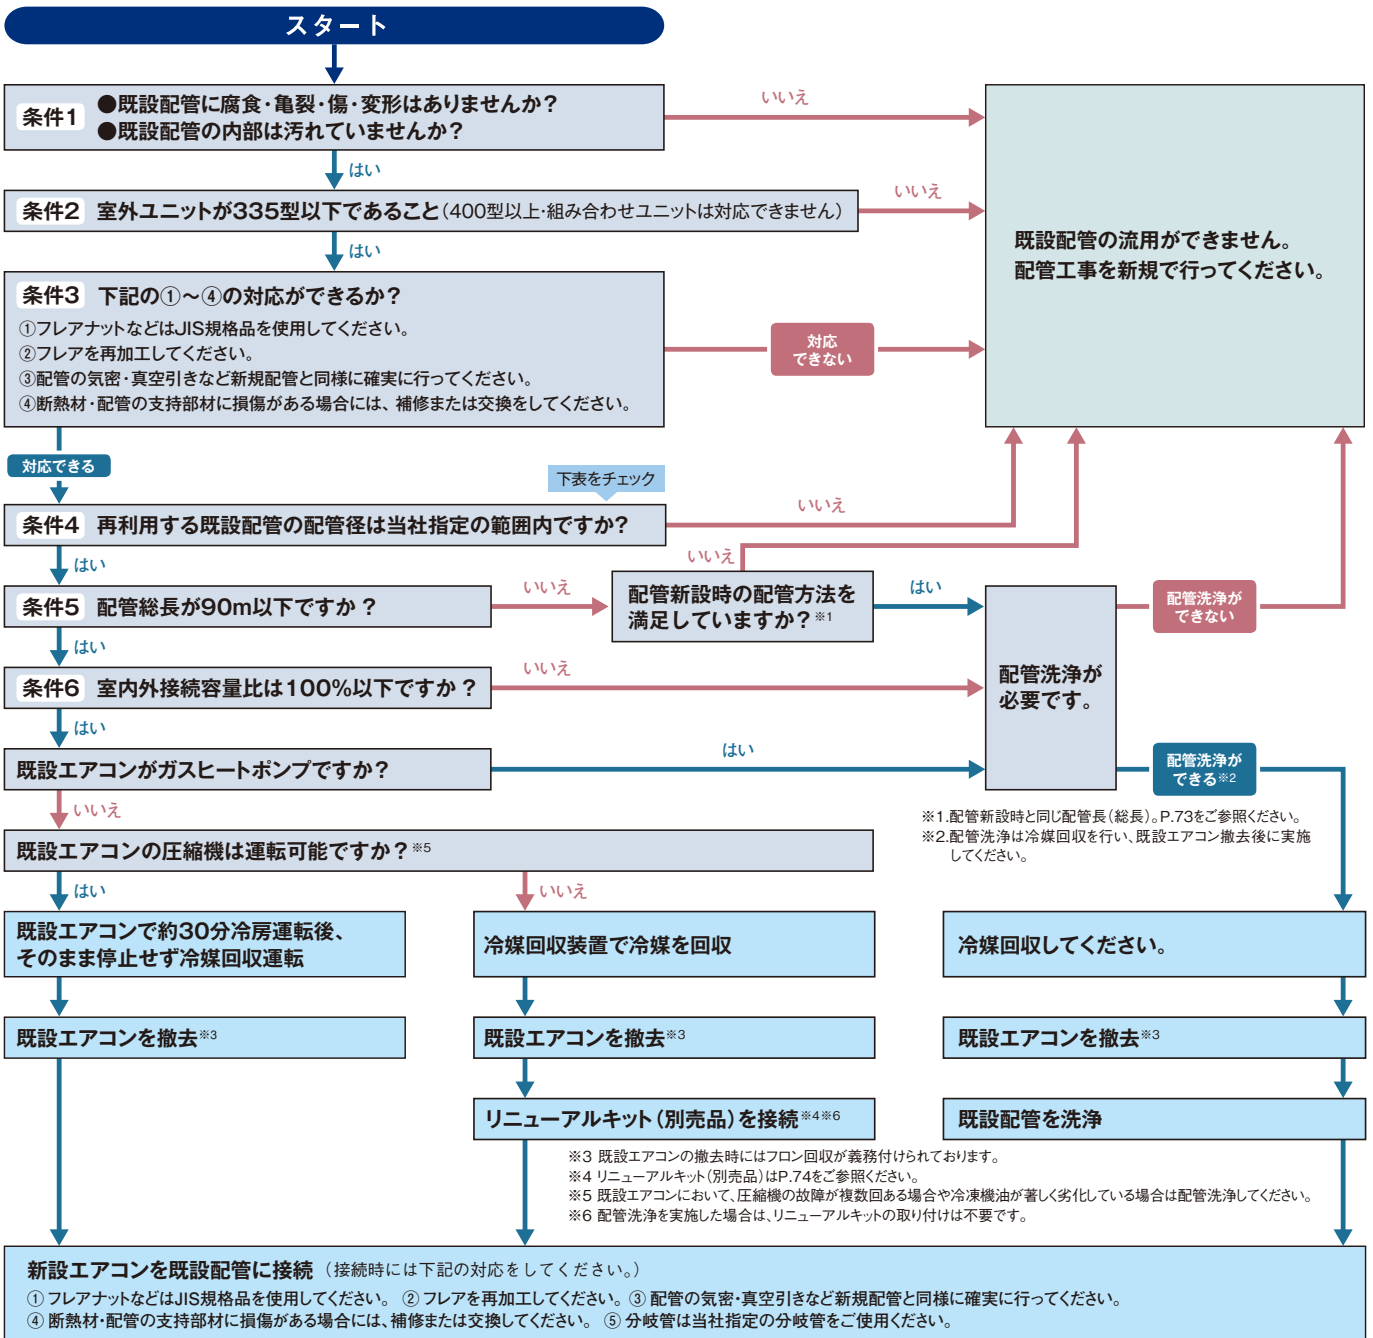 スタート
条件1 ●既設配管に腐食・亀裂・傷・変形はありませんか?
●既設配管の内部は汚れていませんか?
いいえ
はい
条件2 室外ユニットが335型以下であること(400型以上・組み合わせユニットは対応できません)
いいえ
はい
既設配管の流用ができません。
配管工事を新規で行ってください。
条件3 下記の①〜④の対応ができるか?
①フレアナットなどはJIS規格品を使用してください。
②フレアを再加工してください。
③配管の気密・真空引きなど新規配管と同様に確実に行ってください。
④断熱材・配管の支持部材に損傷がある場合には、補修または交換をしてください。
対応
できない
対応できる
下表をチェック
条件4 再利用する既設配管の配管径は当社指定の範囲内ですか?
いいえ
はい
条件5 配管総長が90m以下ですか?
いいえ
いいえ
配管新設時の配管方法を
満足していますか?※1
はい
配管洗浄が
できない
はい
条件6 室内外接続容量比は100%以下ですか?
いいえ
配管洗浄が
必要です。
はい
既設エアコンがガスヒートポンプですか?
はい
配管洗浄が
できる※2
いいえ
※1.配管新設時と同じ配管長(総長)。P.73をご参照ください。
※2.配管洗浄は冷媒回収を行い、既設エアコン撤去後に実施
してください。
既設エアコンの圧縮機は運転可能ですか?※5
はい
いいえ
既設エアコンで約30分冷房運転後、
そのまま停止せず冷媒回収運転
冷媒回収装置で冷媒を回収
冷媒回収してください。
既設エアコンを撤去※3
既設エアコンを撤去※3
既設エアコンを撤去※3
リニューアルキット(別売品)を接続※4※6
既設配管を洗浄
※3 既設エアコンの撤去時にはフロン回収が義務付けられております。
※4 リニューアルキット(別売品)はP.74をご参照ください。
※5 既設エアコンにおいて、圧縮機の故障が複数回ある場合や冷凍機油が著しく劣化している場合は配管洗浄してください。
※6 配管洗浄を実施した場合は、リニューアルキットの取り付けは不要です。
新設エアコンを既設配管に接続(接続時には下記の対応をしてください。)
①フレアナットなどはJIS規格品を使用してください。 ②フレアを再加工してください。 ③配管の気密・真空引きなど新規配管と同様に確実に行ってください。
④断熱材・配管の支持部材に損傷がある場合には、補修または交換してください。 ⑤分岐管は当社指定の分岐管をご使用ください。